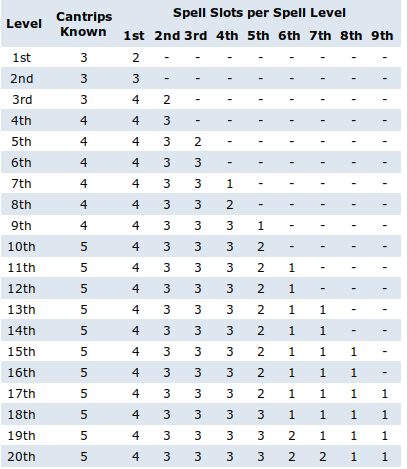 Level Cantrips Known Spell Slots per Spell Level
1st 2nd 3rd 4th 5th 6th 7th 8th 9th
1st 3 2 - - - - - - - -
2nd 3 3 - - - - - - - -
3rd 3 4 2 - - - - - - -
4th 4 4 3 - - - - - - -
5th 4 4 3 2 - - - - - -
6th 4 4 3 3 - - - - - -
7th 4 4 3 3 1 - - - - -
8th 4 4 3 3 2 - - - - -
9th 4 4 3 3 3 1 - - - -
10th 5 4 3 3 3 2 - - - -
11th 5 4 3 3 3 2 1 - - -
12th 5 4 3 3 3 2 1 - - -
13th 5 4 3 3 3 2 1 1 - -
14th 5 4 3 3 3 2 1 1 - -
15th 5 4 3 3 3 2 1 1 1 -
16th 5 4 3 3 3 2 1 1 1 -
17th 5 4 3 3 3 2 1 1 1 1
18th 5 4 3 3 3 3 1 1 1 1
19th 5 4 3 3 3 3 2 1 1 1
20th 5 4 3 3 3 3 2 2 1 1